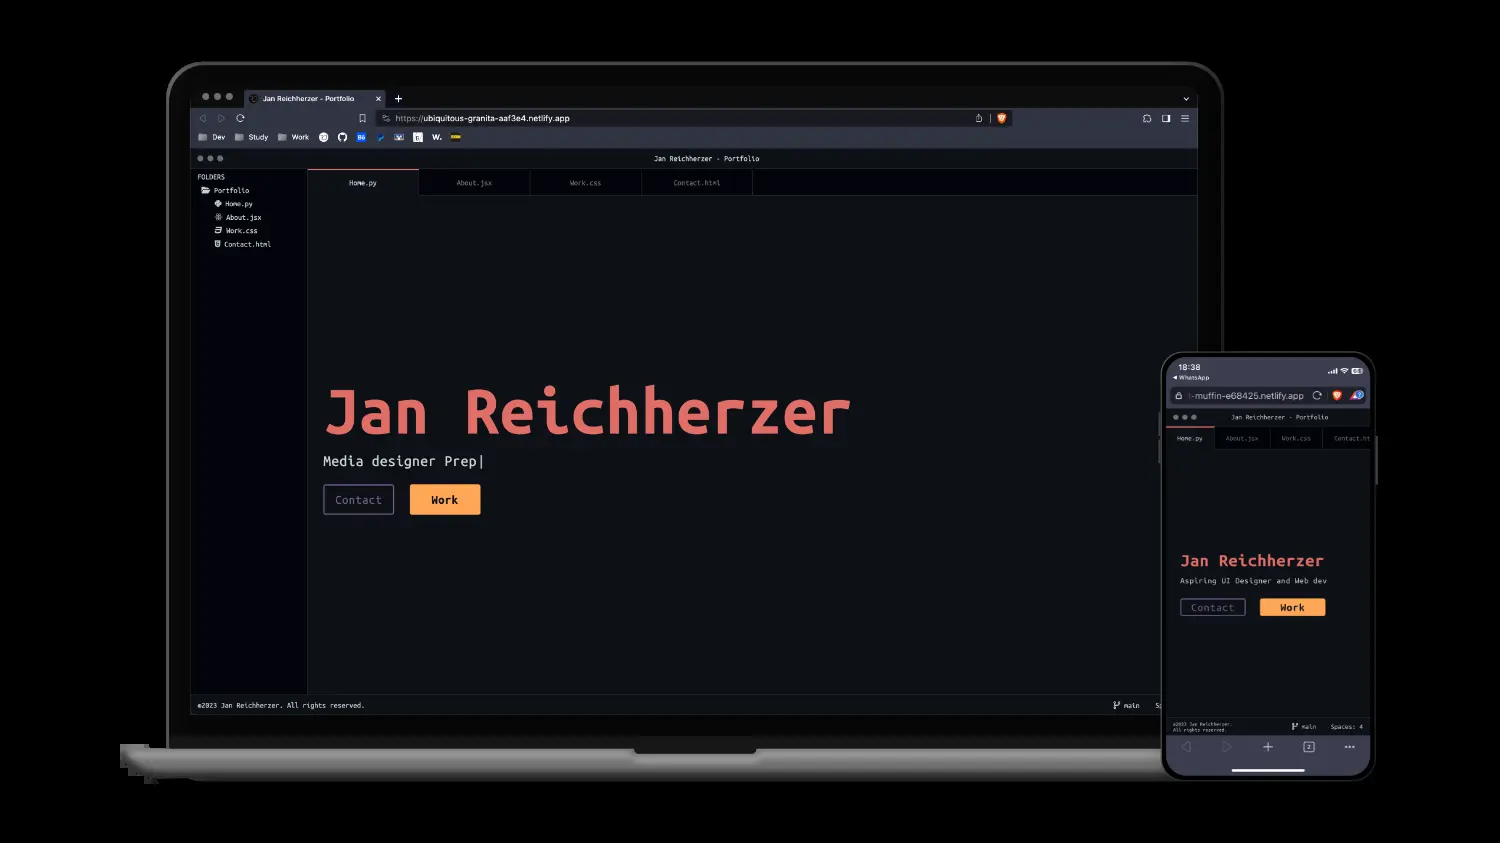 Jan Reichherzer - Portfolio
https://ubiquitous-granita-aaf3e4.netlify.app
Dev Study Work Bē W.
Jan Reichherzer - Portfolio
FOLDERS
Portfolio
Home.py
About.jsx
Work.css
Contact.html
Home.py About.jsx Work.css Contact.html
Jan Reichherzer
Media designer Prep|
Contact Work
©2023 Jan Reichherzer. All rights reserved. main
18:38
WhatsApp
-muffin-e68425.netlify.app
Jan Reichherzer - Portfolio
Home.py About.jsx Work.css Contact.ht
Jan Reichherzer
Aspiring UI Designer and Web dev
Contact Work
©2023 Jan Reichherzer.
All rights reserved.
main Spaces: 4
2